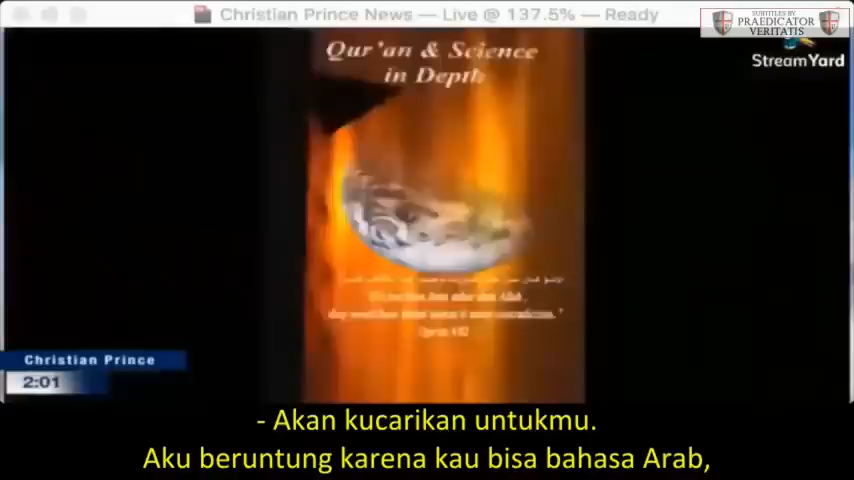 Christian Prince News — Live @ 137.5% — Ready
SUBTITLES BY
PRAEDICATOR
VERITATIS
StreamYard
Qur'an & Science
in Depth
Christian Prince
2:01
- Akan kucarikan untukmu.
Aku beruntung karena kau bisa bahasa Arab,